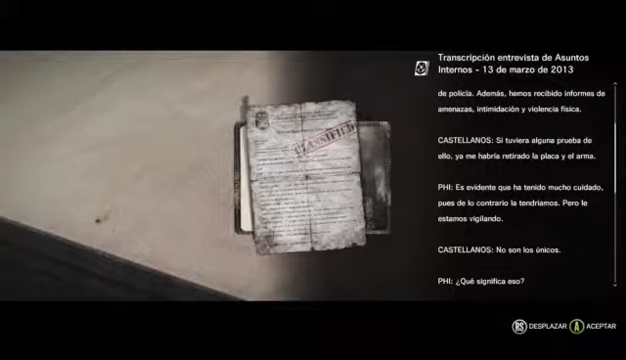 Transcripción entrevista de Asuntos
Internos - 13 de marzo de 2013
de policía. Además, hemos recibido informes de
amenazas, intimidación y violencia física.
CASTELLANOS: Si tuviera alguna prueba de
ello, ya me habría retirado la placa y el arma.
PHI: Es evidente que ha tenido mucho cuidado,
pues de lo contrario la tendríamos. Pero le
estamos vigilando.
CASTELLANOS: No son los únicos.
PHI: ¿Qué significa eso?
CLASSIFIED
RS DESPLAZAR A ACEPTAR